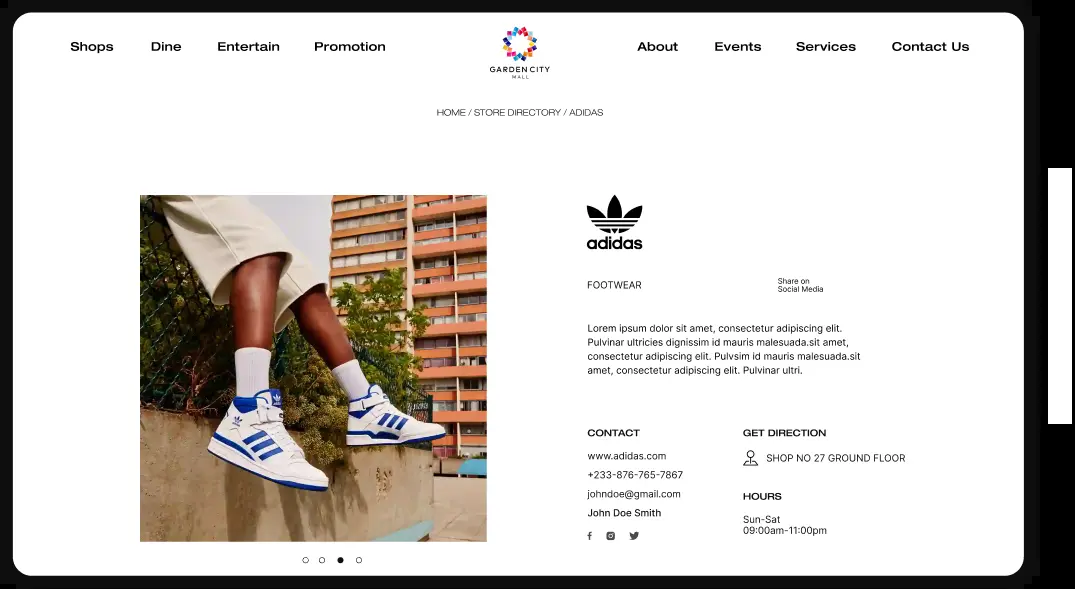 Shops Dine Entertain Promotion
GARDEN CITY
MALL
About Events Services Contact Us
HOME / STORE DIRECTORY / ADIDAS
adidas
FOOTWEAR
Share on
Social Media
Lorem ipsum dolor sit amet, consectetur adipiscing elit.
Pulvinar ultricies dignissim id mauris malesuada.sit amet,
consectetur adipiscing elit. Pulvsim id mauris malesuada.sit
amet, consectetur adipiscing elit. Pulvinar ultri.
CONTACT
www.adidas.com
+233-876-765-7867
johndoe@gmail.com
John Doe Smith
GET DIRECTION
SHOP NO 27 GROUND FLOOR
HOURS
Sun-Sat
09:00am-11:00pm